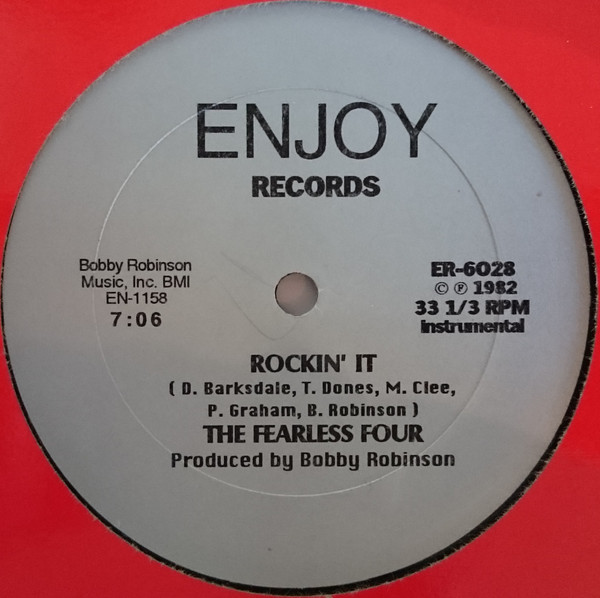 ENJOY
RECORDS
Bobby Robinson
Music, Inc. BMI
EN-1158
7:06
ER-6028
© ℗ 1982
33 1/3 RPM
Instrumental
ROCKIN' IT
( D. Barksdale, T. Dones, M. Clee,
P. Graham, B. Robinson )
THE FEARLESS FOUR
Produced by Bobby Robinson